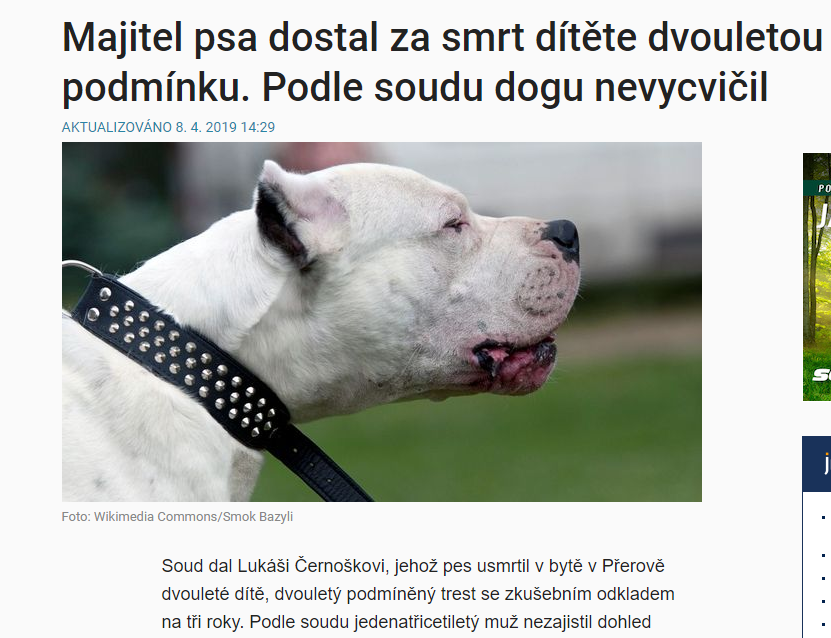 Majitel psa dostal za smrt dítěte dvouletou
podmínku. Podle soudu dogu nevycvičil
AKTUALIZOVÁNO 8. 4. 2019 14:29
Foto: Wikimedia Commons/Smok Bazyli
Soud dal Lukáši Černoškovi, jehož pes usmrtil v bytě v Přerově
dvouleté dítě, dvouletý podmíněný trest se zkušebním odkladem
na tři roky. Podle soudu jedenatřicetiletý muž nezajistil dohled